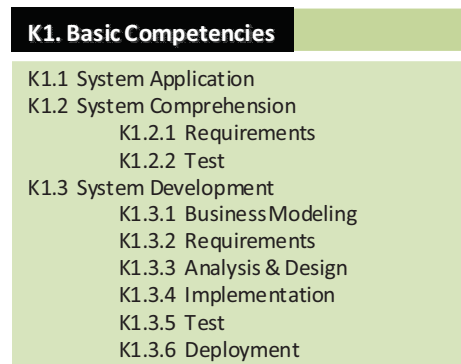 K1. Basic Competencies
K1.1 System Application
K1.2 System Comprehension
K1.2.1 Requirements
K1.2.2 Test
K1.3 System Development
K1.3.1 Business Modeling
K1.3.2 Requirements
K1.3.3 Analysis & Design
K1.3.4 Implementation
K1.3.5 Test
K1.3.6 Deployment